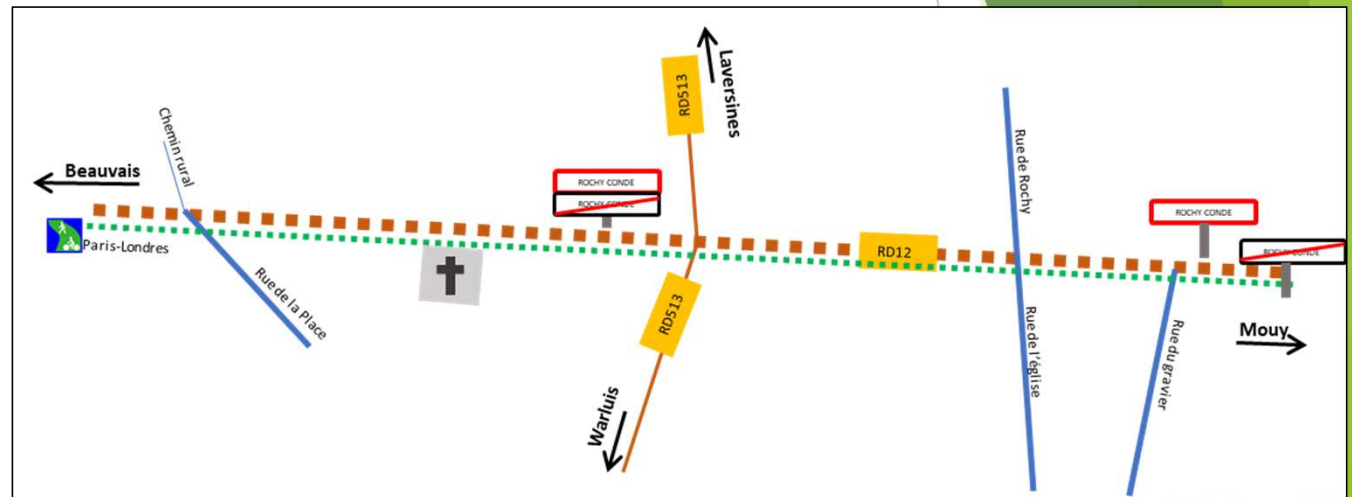 Laversines
RD513
Chemin rural
Beauvais
ROCHY CONDE
ROCHY CONDE
Rue de Rochy
ROCHY CONDE
ROCHY CONDE
Paris-Londres
RD12
Rue de la Place
RD513
Mouy
Rue de l'église
Rue du gravier
Warluis